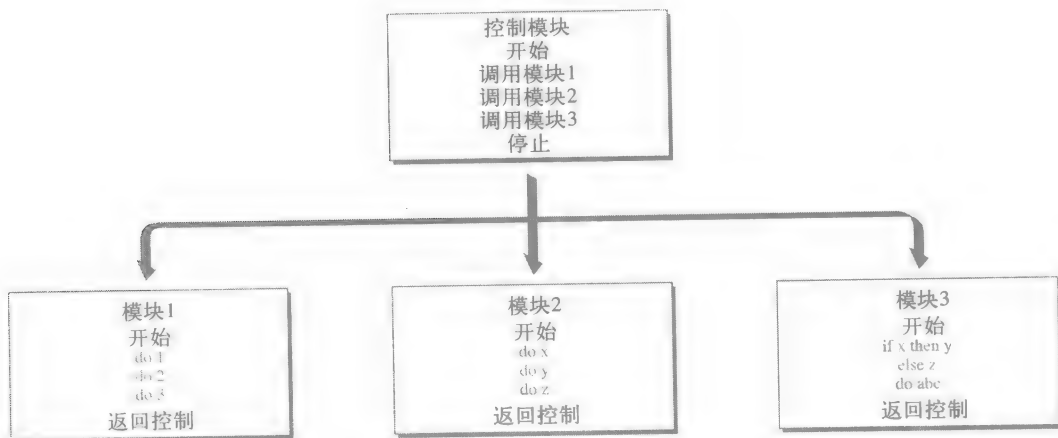 控制模块
开始
调用模块1
调用模块2
调用模块3
停止
模块1
开始
do 1
do 2
do 3
返回控制
模块2
开始
do x
do y
do z
返回控制
模块3
开始
if x then y
else z
do abc
返回控制